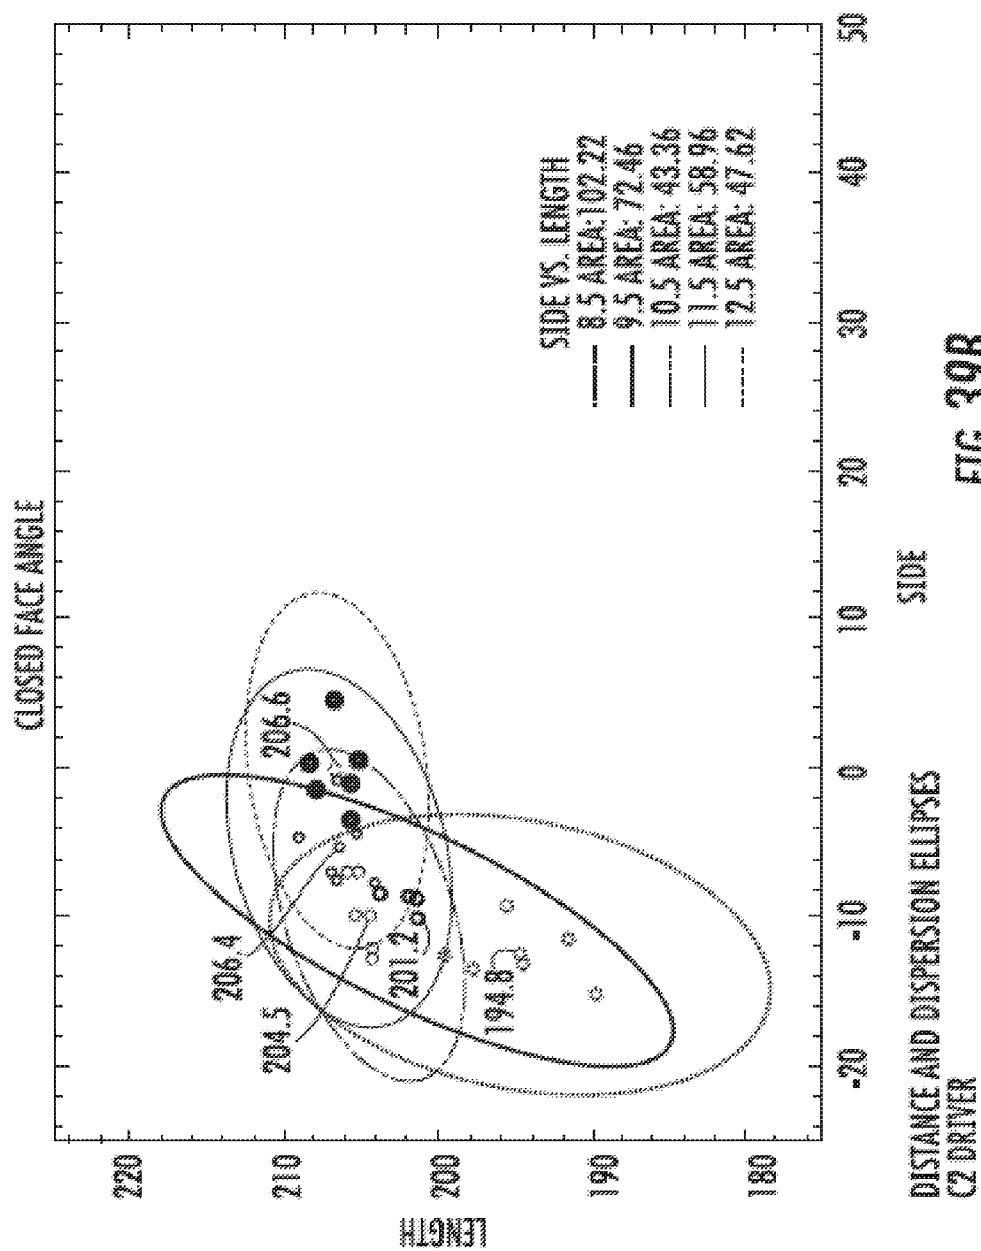 CLOSED FACE ANGLE
LENGTH
220
210
200
190
180
206.4
206.6
204.5
201.2
194.8
SIDE VS. LENGTH
8.5 AREA:102.22
9.5 AREA: 72.46
10.5 AREA: 43.36
11.5 AREA: 58.96
12.5 AREA: 47.62
-20
-10
0
10
20
30
40
50
SIDE
DISTANCE AND DISPERSION ELLIPSES
C2 DRIVER
FIG. 39B